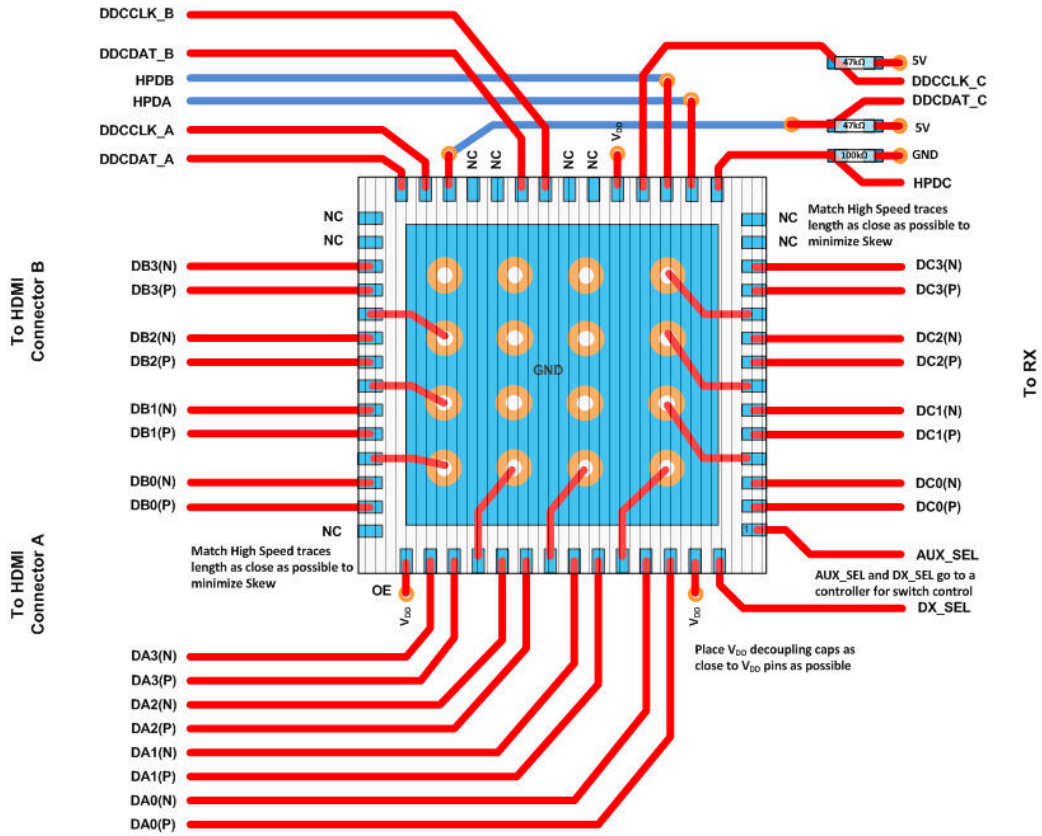 DDCCLK_B
DDCDAT_B
HPDB
HPDA
DDCCLK_A
DDCDAT_A
47kΩ
5V
DDCCLK_C
DDCDAT_C
47kΩ
5V
100kΩ
GND
HPDC
NC
NC
NC
NC
VDD
NC
NC
NC
NC
Match High Speed traces
length as close as possible to
minimize Skew
To HDMI
Connector B
DB3(N)
DB3(P)
DB2(N)
DB2(P)
DB1(N)
DB1(P)
DB0(N)
DB0(P)
NC
GND
DC3(N)
DC3(P)
DC2(N)
DC2(P)
DC1(N)
DC1(P)
DC0(N)
DC0(P)
To RX
1
AUX_SEL
AUX_SEL and DX_SEL go to a
controller for switch control
DX_SEL
Match High Speed traces
length as close as possible to
minimize Skew
OE
VDD
VDD
Place VDD decoupling caps as
close to VDD pins as possible
To HDMI
Connector A
DA3(N)
DA3(P)
DA2(N)
DA2(P)
DA1(N)
DA1(P)
DA0(N)
DA0(P)